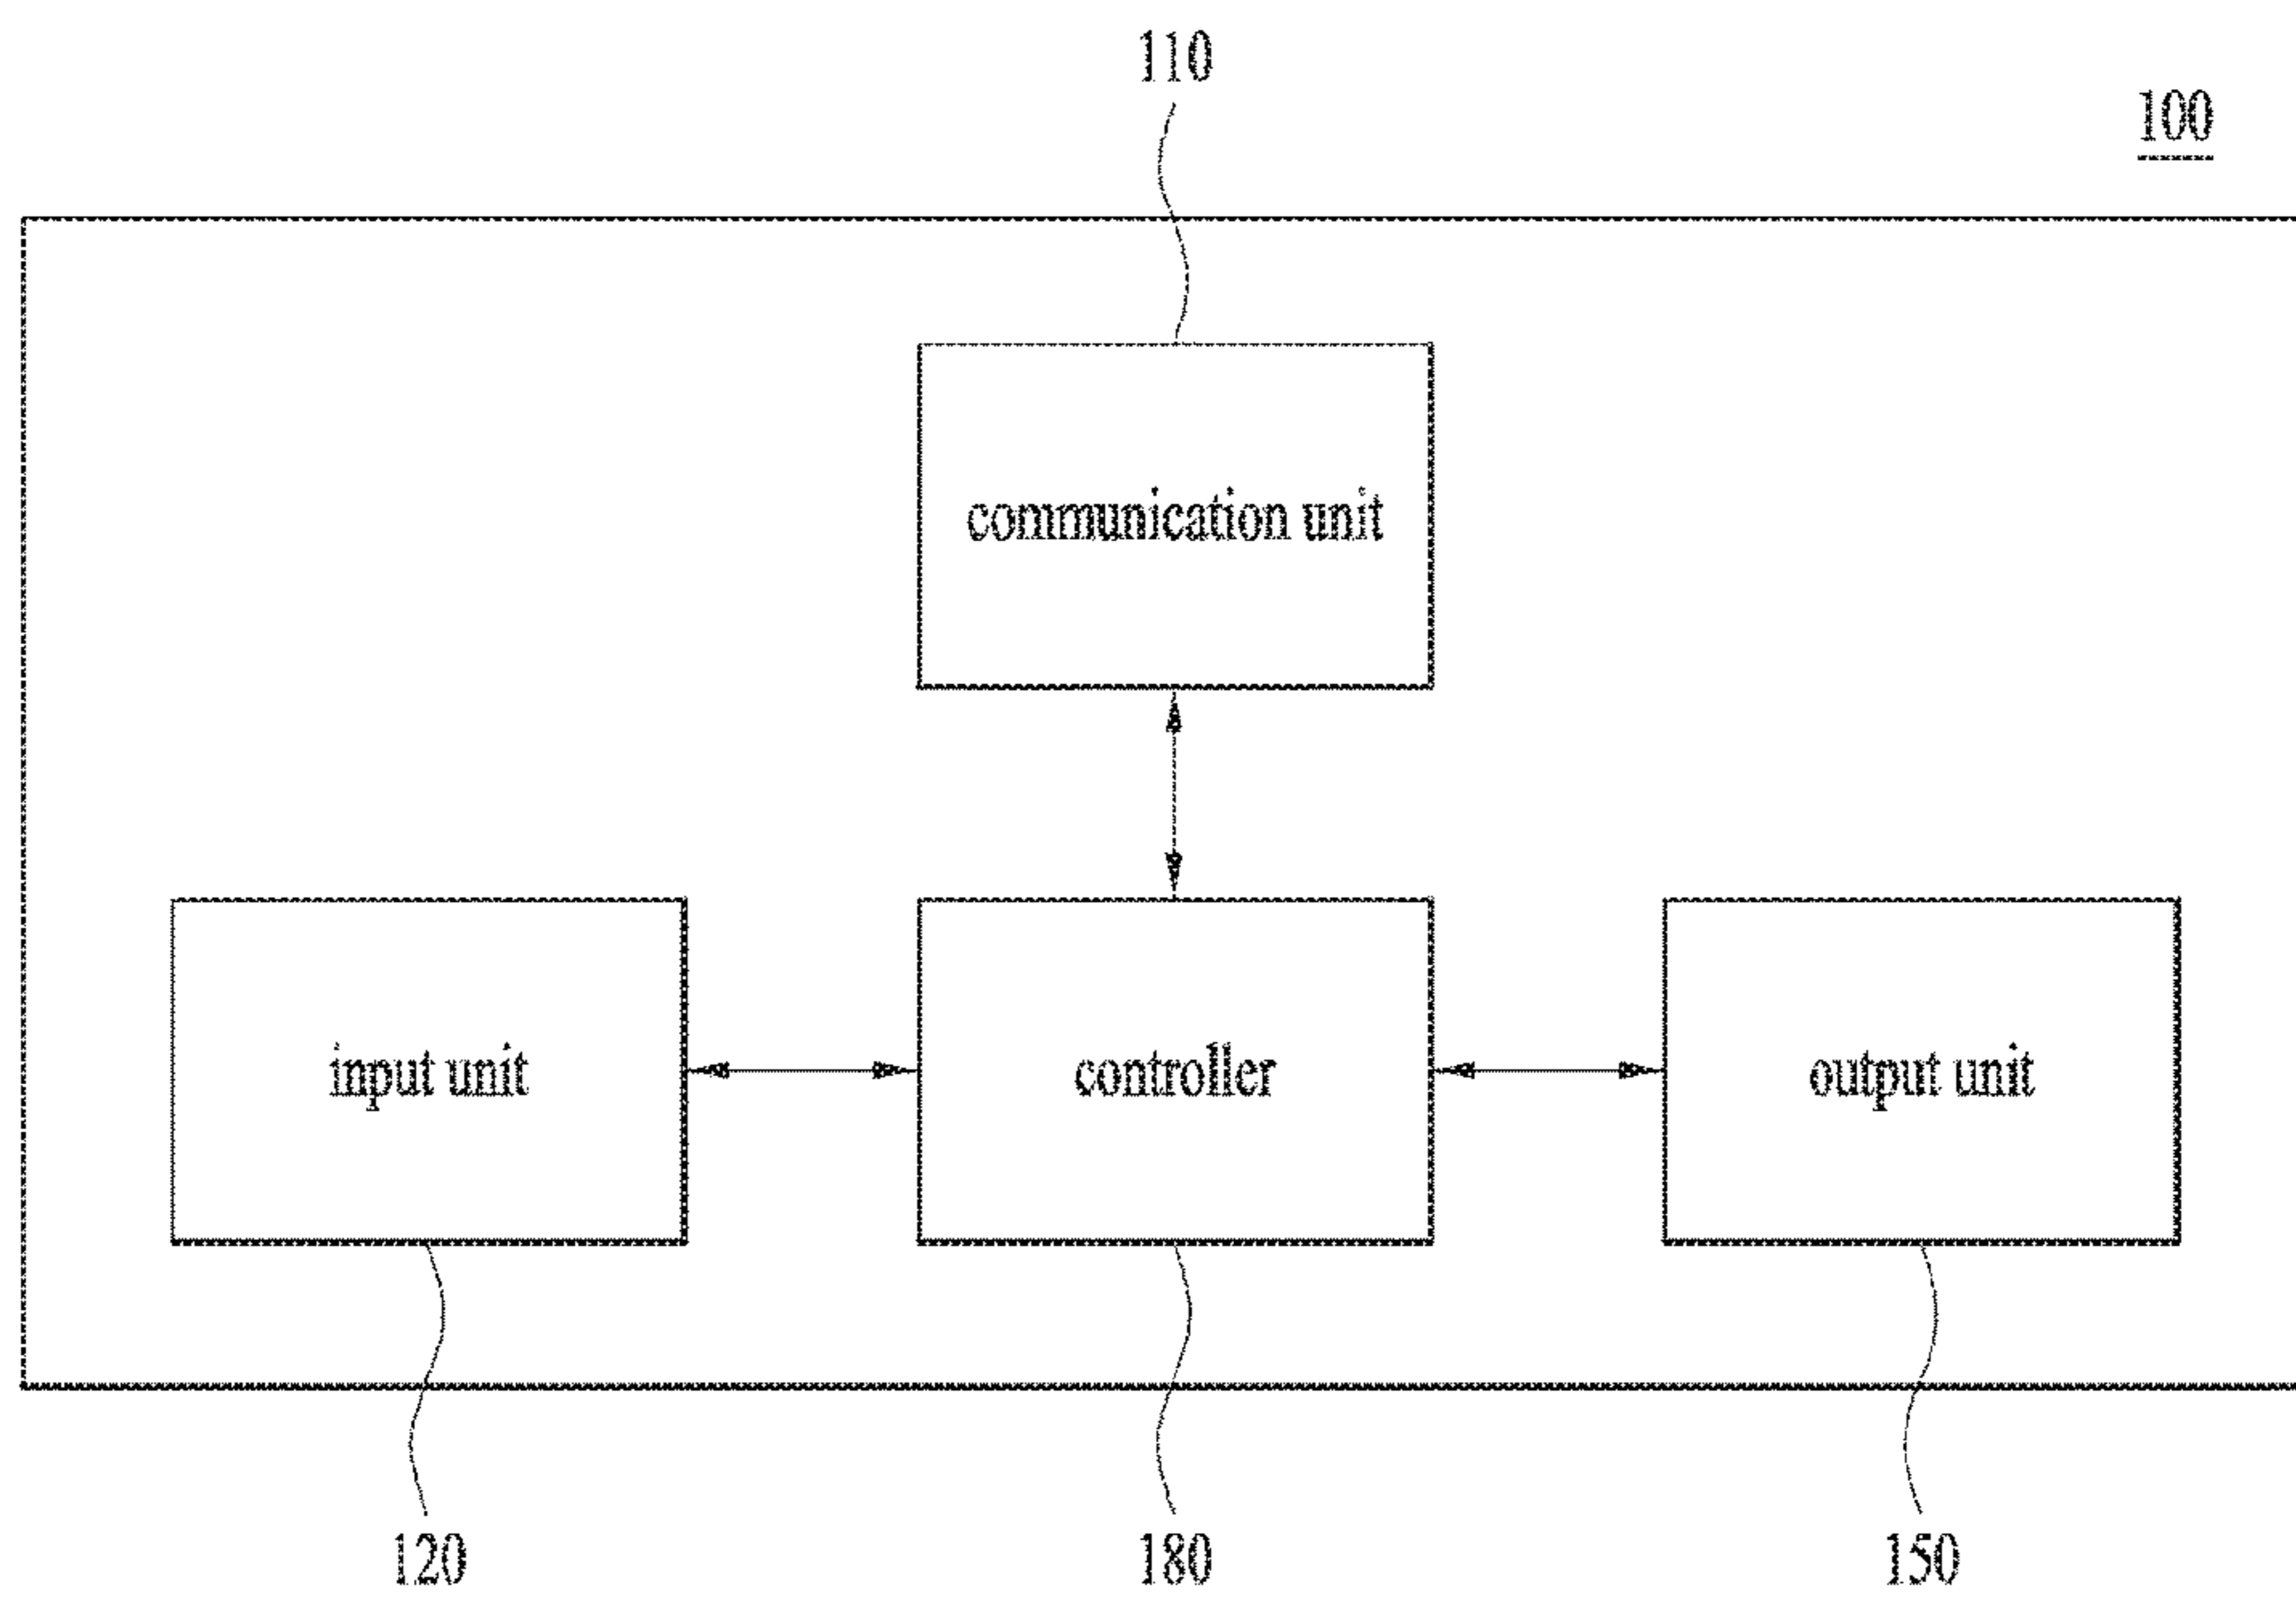 110
100
communication unit
input unit
controller
output unit
120
180
150